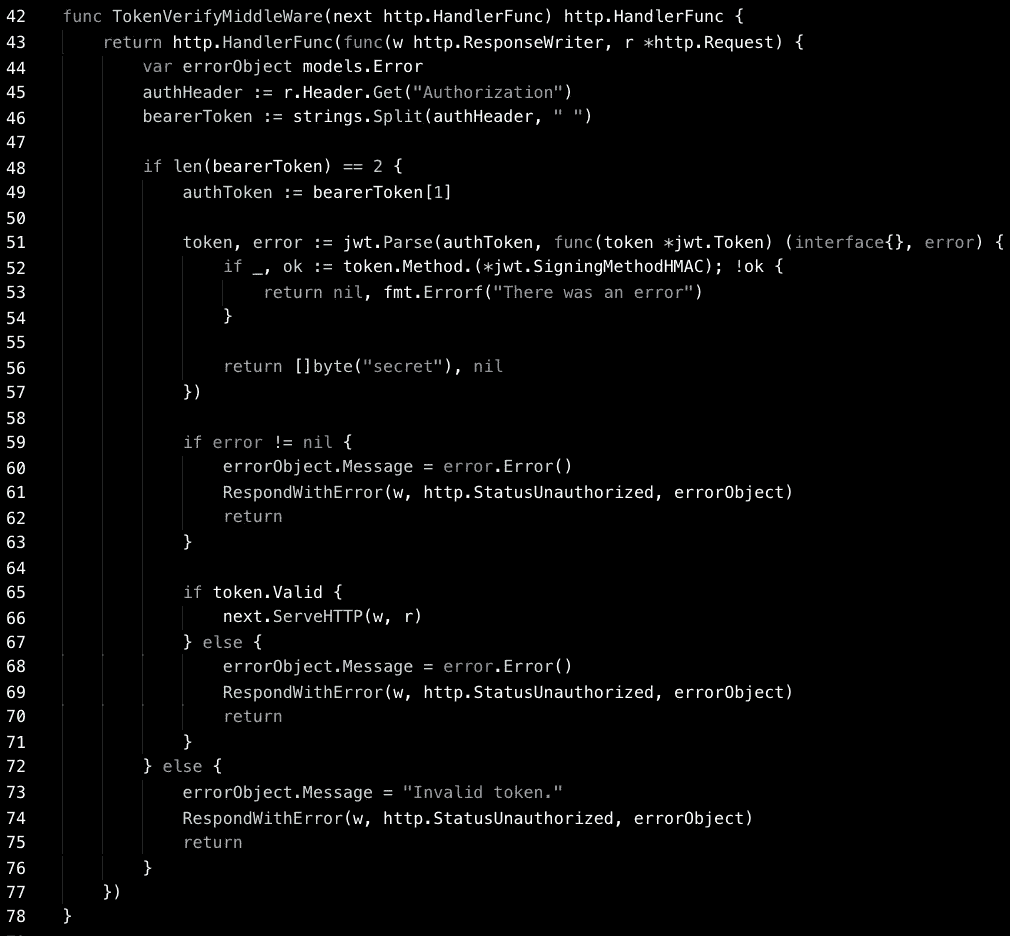 42 func TokenVerifyMiddleWare(next http.HandlerFunc) http.HandlerFunc {
43     return http.HandlerFunc(func(w http.ResponseWriter, r *http.Request) {
44         var errorObject models.Error
45         authHeader := r.Header.Get("Authorization")
46         bearerToken := strings.Split(authHeader, " ")
47
48         if len(bearerToken) == 2 {
49             authToken := bearerToken[1]
50
51             token, error := jwt.Parse(authToken, func(token *jwt.Token) (interface{}, error) {
52                 if _, ok := token.Method.(*jwt.SigningMethodHMAC); !ok {
53                     return nil, fmt.Errorf("There was an error")
54                 }
55
56                 return []byte("secret"), nil
57             })
58
59             if error != nil {
60                 errorObject.Message = error.Error()
61                 RespondWithError(w, http.StatusUnauthorized, errorObject)
62                 return
63             }
64
65             if token.Valid {
66                 next.ServeHTTP(w, r)
67             } else {
68                 errorObject.Message = error.Error()
69                 RespondWithError(w, http.StatusUnauthorized, errorObject)
70                 return
71             }
72         } else {
73             errorObject.Message = "Invalid token."
74             RespondWithError(w, http.StatusUnauthorized, errorObject)
75             return
76         }
77     })
78 }